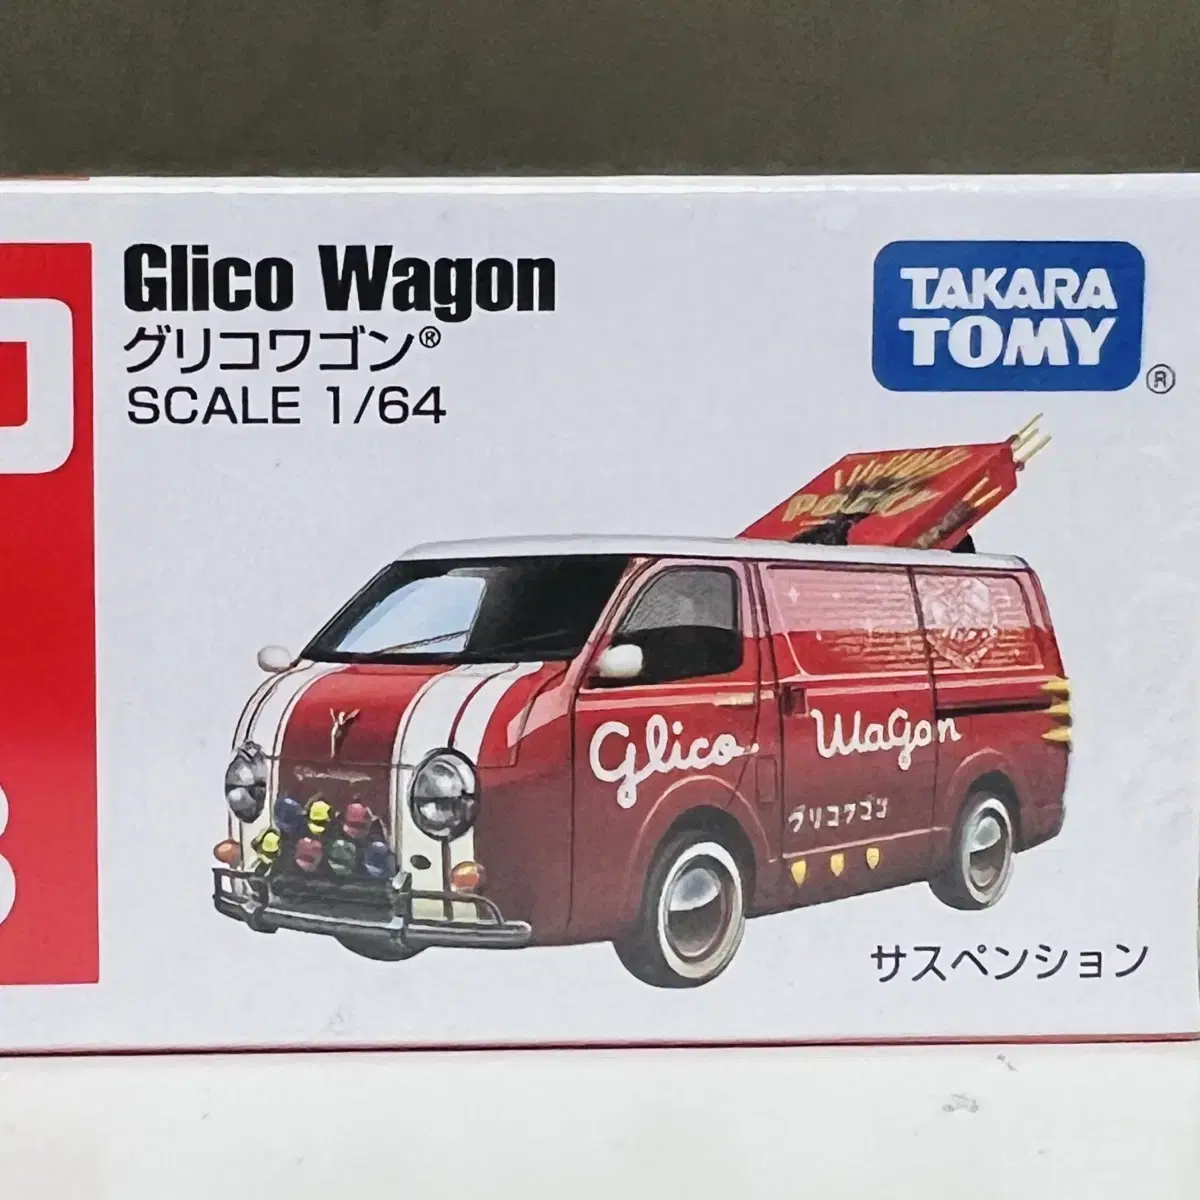 Glico Wagon
グリコワゴン®
SCALE 1/64
TAKARA
TOMY
®
POCKY
Glico Wagon
グリコワゴン
サスペンション